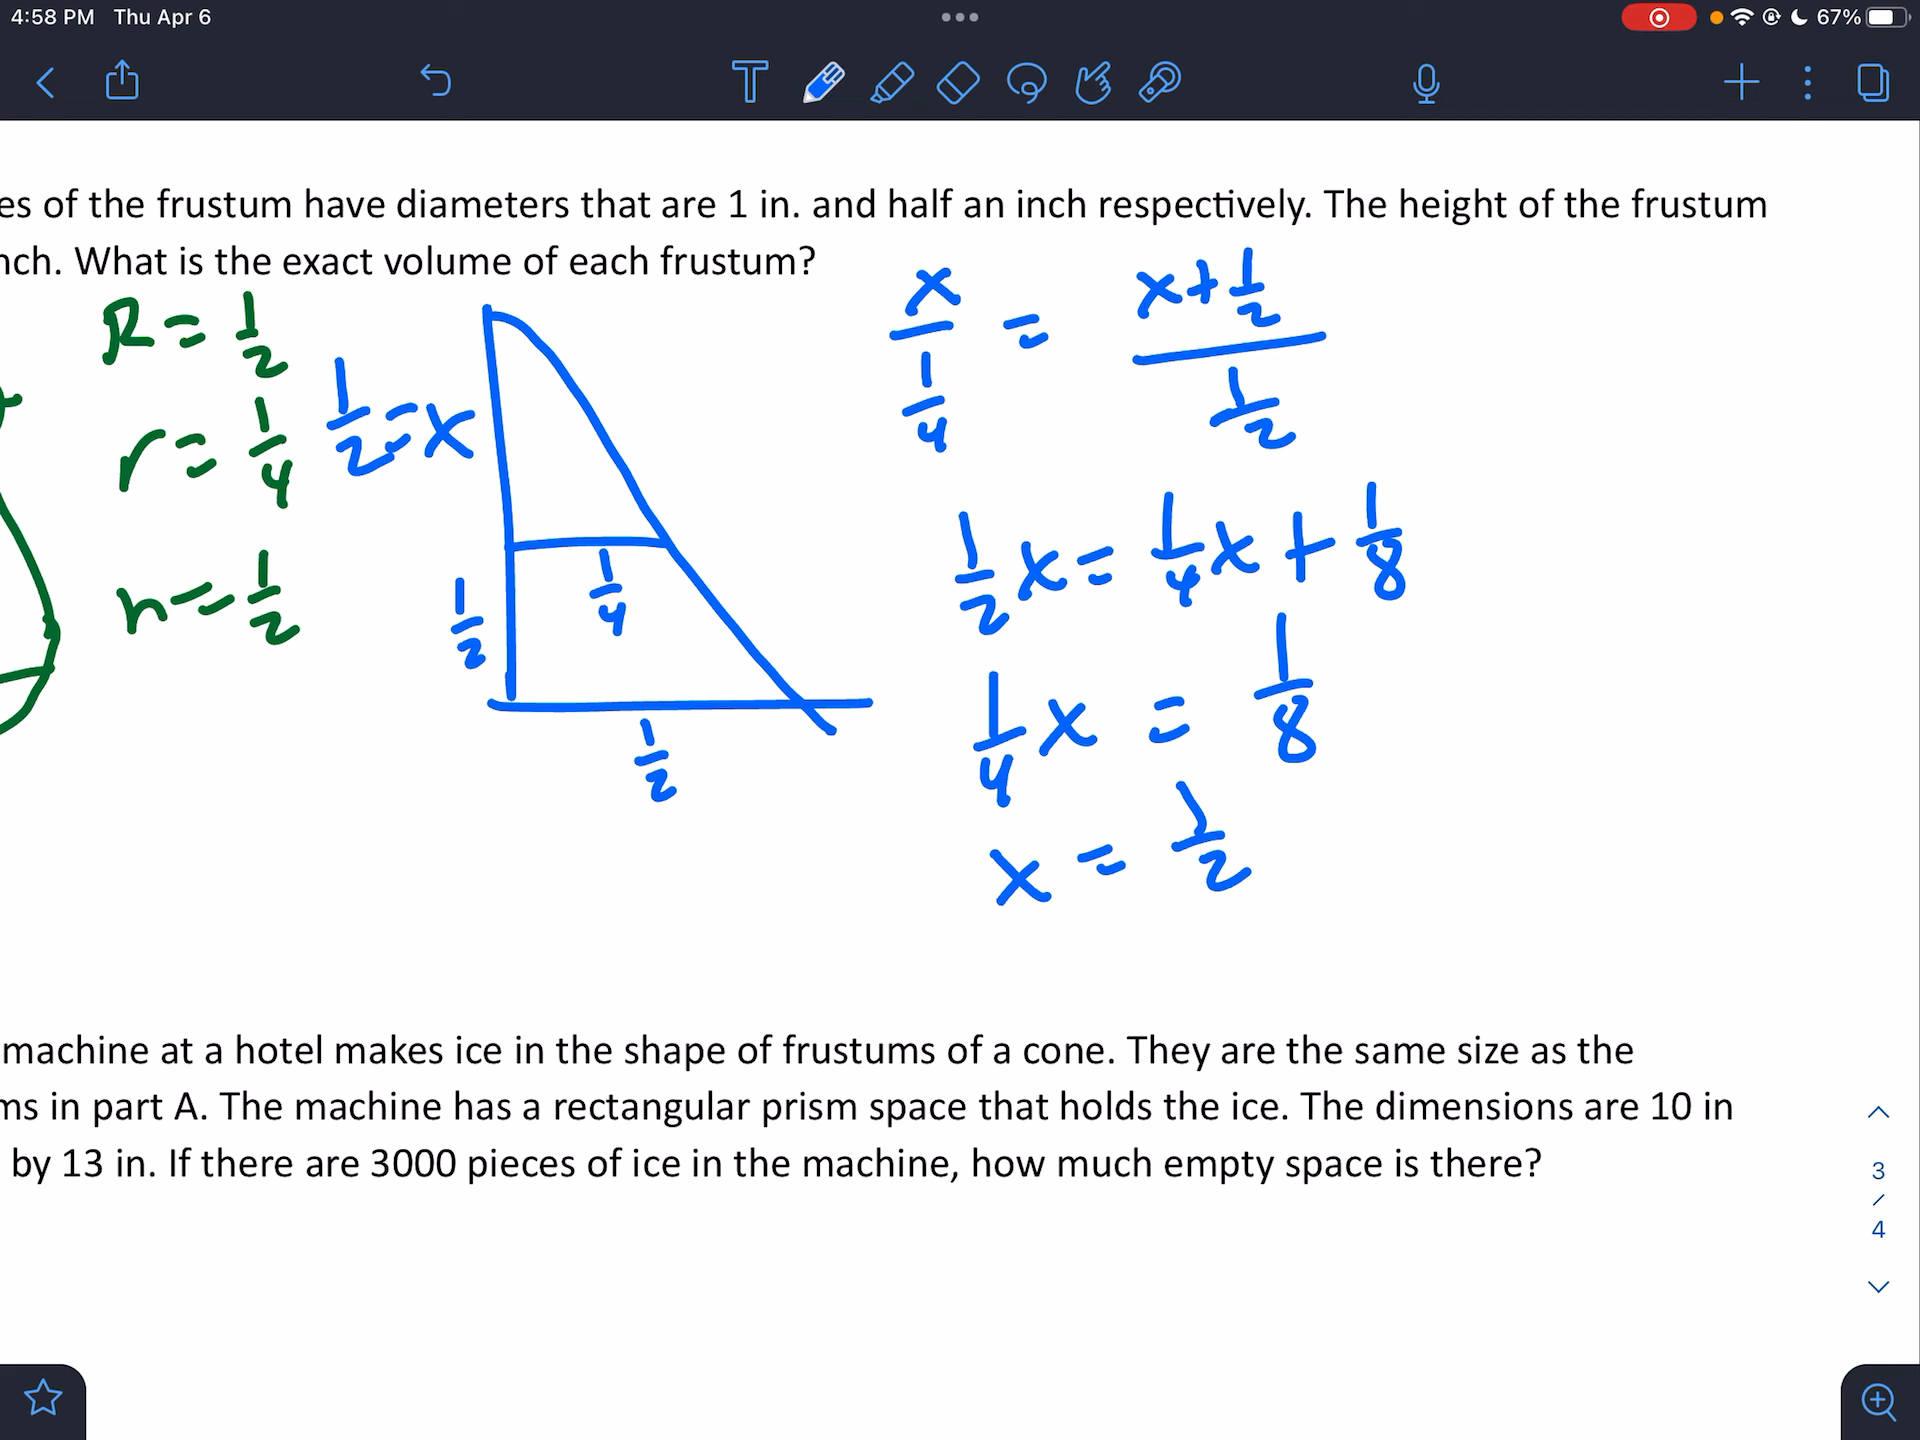 4:58 PM Thu Apr 6
67%
es of the frustum have diameters that are 1 in. and half an inch respectively. The height of the frustum
nch. What is the exact volume of each frustum?
R = 1/2
r = 1/4
h = 1/2
1/2 = x
1/2
1/4
1/2
x / (1/4) = (x + 1/2) / (1/2)
1/2 x = 1/4 x + 1/8
1/4 x = 1/8
x = 1/2
machine at a hotel makes ice in the shape of frustums of a cone. They are the same size as the
ms in part A. The machine has a rectangular prism space that holds the ice. The dimensions are 10 in
by 13 in. If there are 3000 pieces of ice in the machine, how much empty space is there?
3
/
4